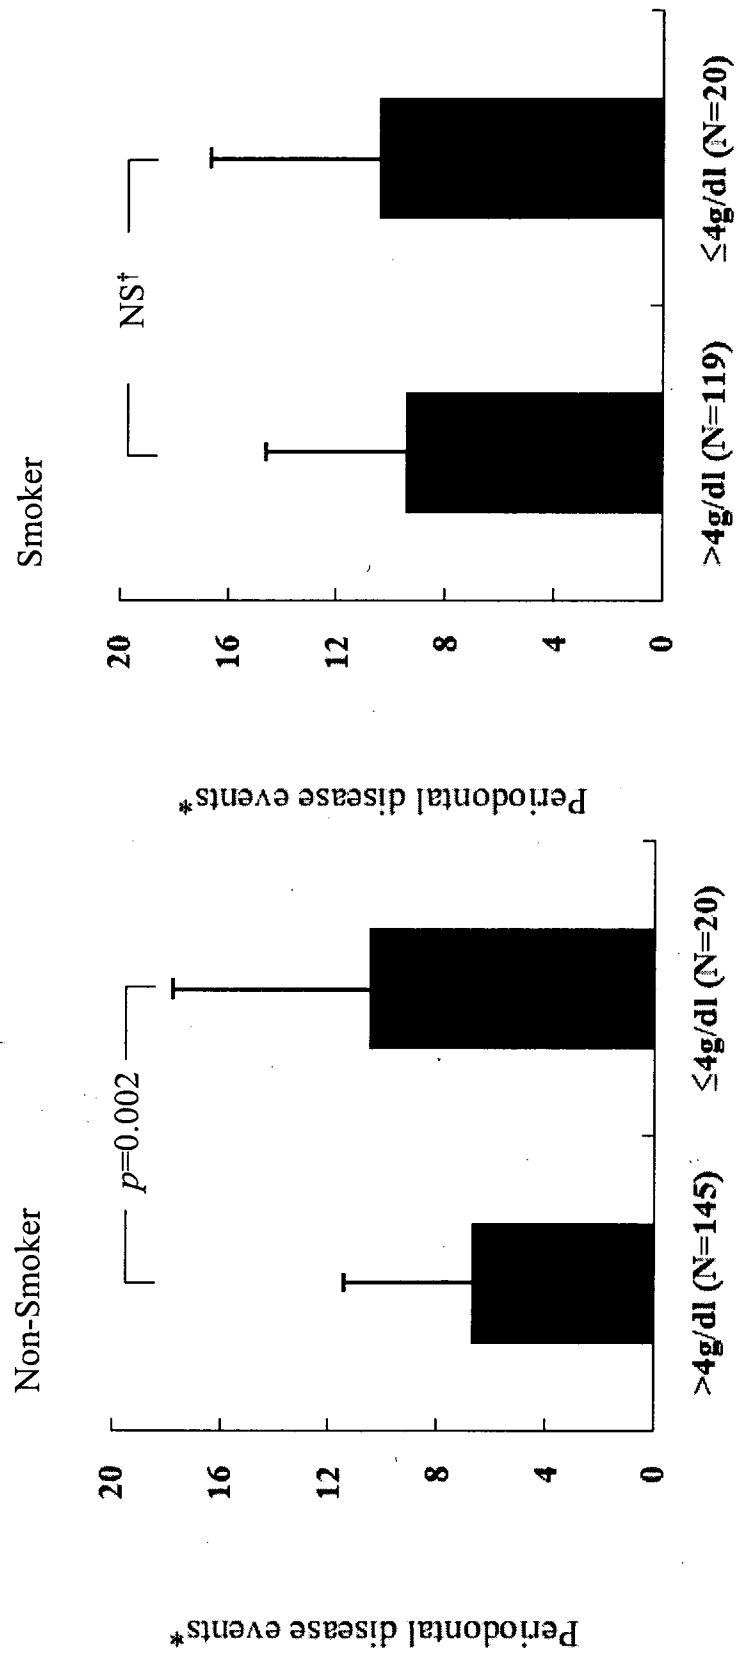 Non-Smoker
Periodontal disease events*
20
16
12
8
4
0
p=0.002
>4g/dl (N=145)
≤4g/dl (N=20)
Smoker
Periodontal disease events*
20
16
12
8
4
0
NS†
>4g/dl (N=119)
≤4g/dl (N=20)